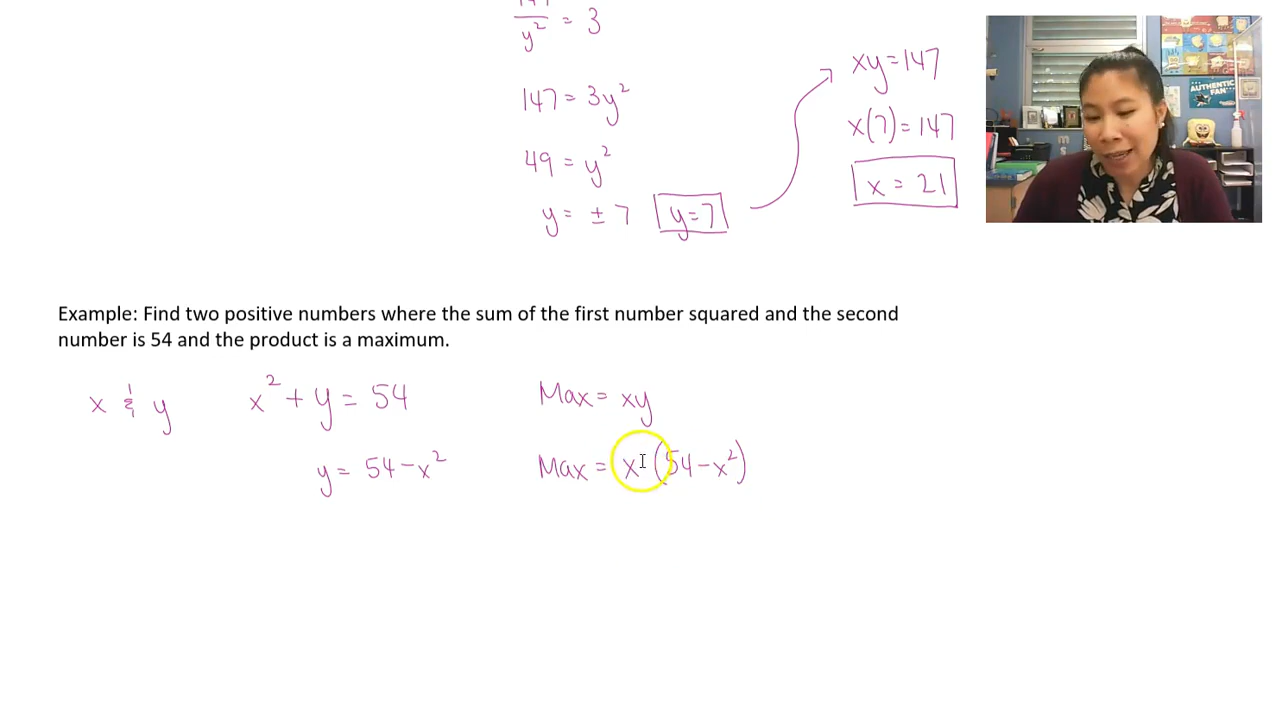 = 3
y²
147 = 3y²
49 = y²
y = ± 7 y=7
xy=147
x(7)=147
x = 21
AUTHENTIC
FAN
Example: Find two positive numbers where the sum of the first number squared and the second
number is 54 and the product is a maximum.
x & y x² + y = 54 Max = xy
y = 54 - x² Max = x(54-x²)